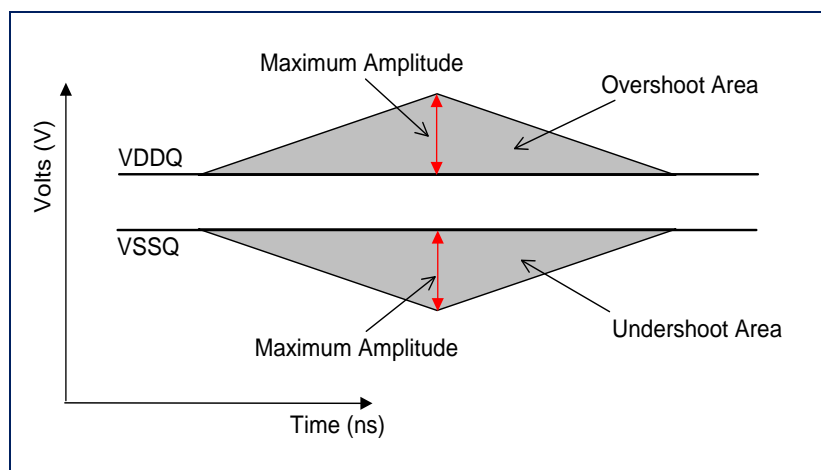 Maximum Amplitude
Overshoot Area
Volts (V)
VDDQ
VSSQ
Undershoot Area
Maximum Amplitude
Time (ns)